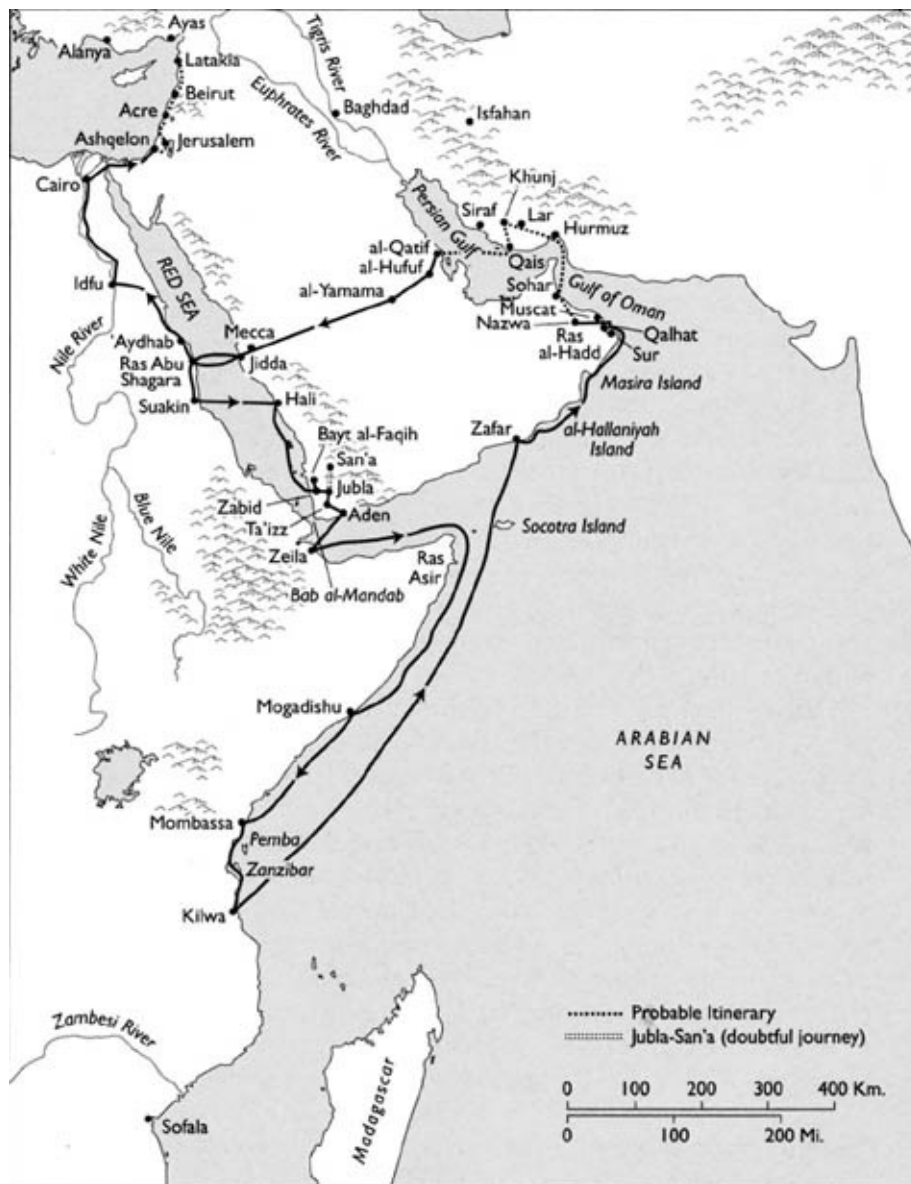 Ayas
Alanya
Latakia
Tigris River
Beirut
Euphrates River
Baghdad
Isfahan
Acre
Ashqelon
Jerusalem
Cairo
Khunj
Persian Gulf
Siraf
Lar
Hurmuz
al-Qatif
al-Hufuf
Qais
RED SEA
Idfu
al-Yamama
Sohar
Gulf of Oman
Muscat
Nazwa
Qalhat
Nile River
Mecca
'Aydhab
Jidda
Ras
al-Hadd
Sur
Ras Abu
Shagara
Masira Island
Suakin
Hali
Zafar
al-Hallaniyah
Island
Bayt al-Faqih
San'a
Jubla
Zabid
Ta'izz
Aden
Socotra Island
White Nile
Blue Nile
Zeila
Ras
Asir
Bab al-Mandab
Mogadishu
ARABIAN
SEA
Mombassa
Pemba
Zanzibar
Kilwa
Zambesi River
Probable Itinerary
Jubla-San'a (doubtful journey)
Madagascar
0 100 200 300 400 Km.
0 100 200 Mi.
Sofala